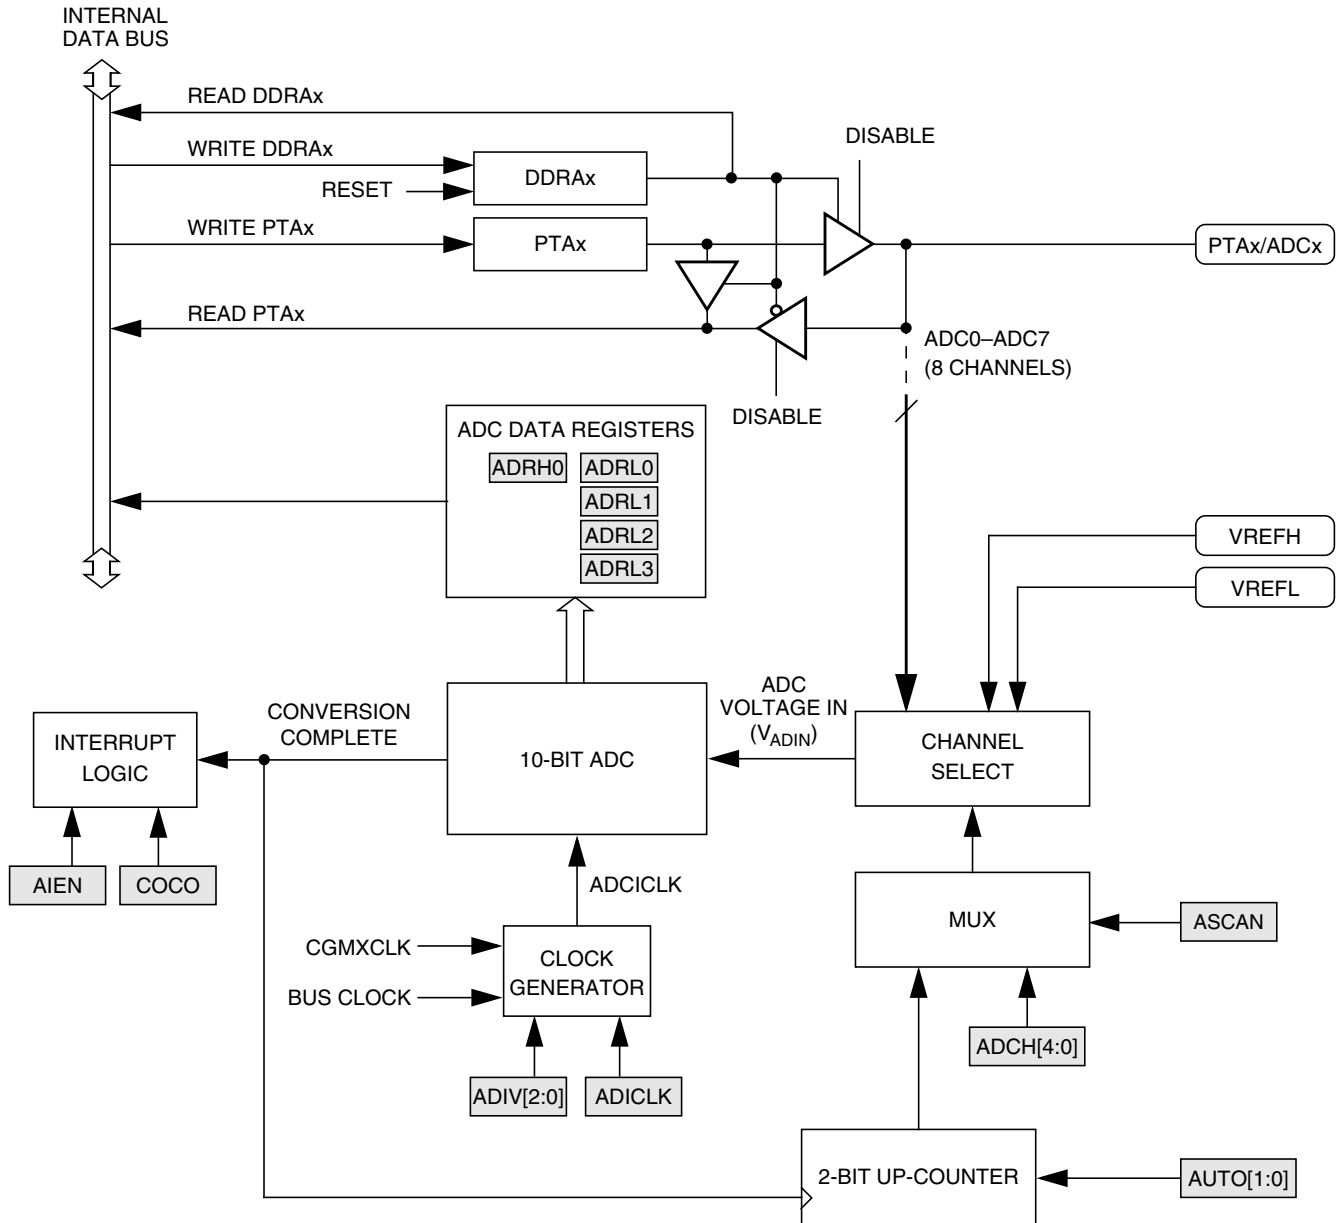 INTERNAL
DATA BUS
READ DDRAx
WRITE DDRAx
RESET
DDRAx
DISABLE
WRITE PTAx
PTAx
PTAx/ADCx
READ PTAx
ADC0–ADC7
(8 CHANNELS)
DISABLE
ADC DATA REGISTERS
ADRH0 ADRL0
ADRL1
ADRL2
ADRL3
VREFH
VREFL
INTERRUPT
LOGIC
CONVERSION
COMPLETE
10-BIT ADC
ADC
VOLTAGE IN
(VADIN)
CHANNEL
SELECT
AIEN
COCO
ADCICLK
MUX
ASCAN
CGMXCLK
BUS CLOCK
CLOCK
GENERATOR
ADCH[4:0]
ADIV[2:0]
ADICLK
2-BIT UP-COUNTER
AUTO[1:0]